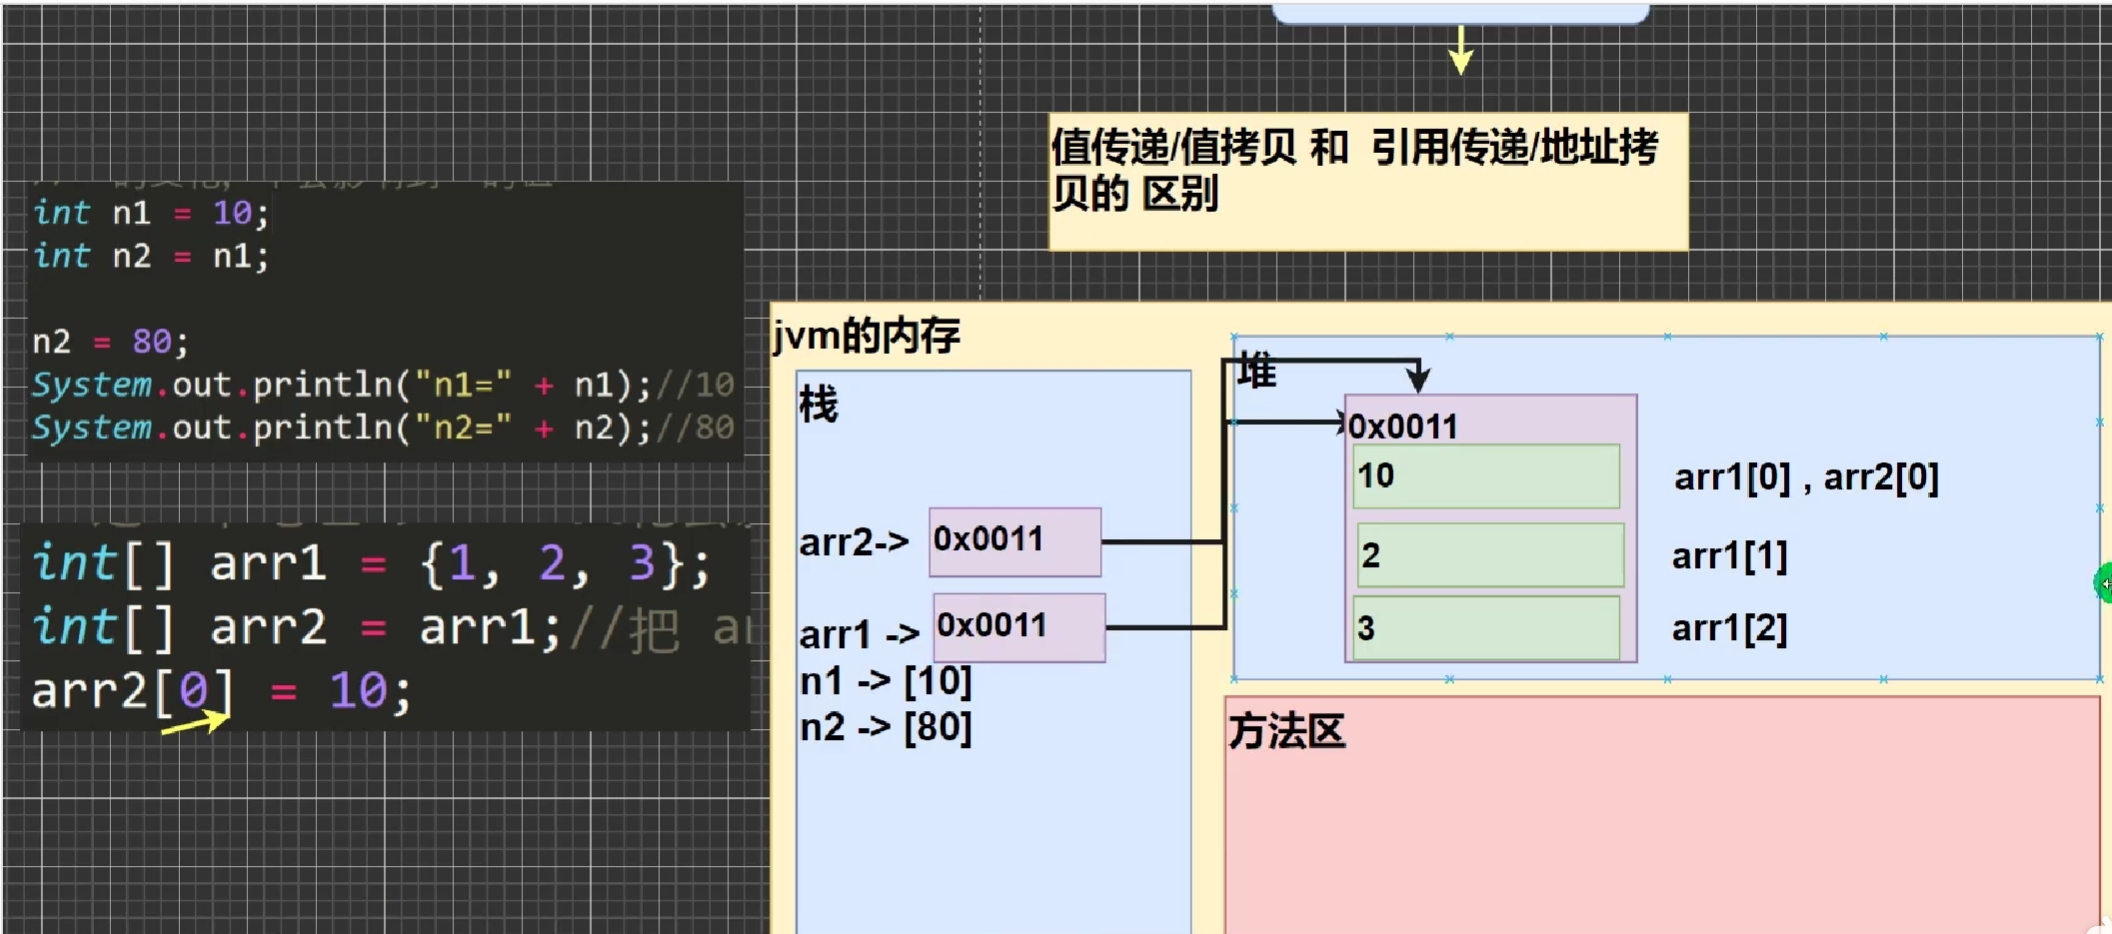 值传递/值拷贝 和 引用传递/地址拷
贝的 区别
int n1 = 10;
int n2 = n1;
n2 = 80;
System.out.println("n1=" + n1);//10
System.out.println("n2=" + n2);//80
int[] arr1 = {1, 2, 3};
int[] arr2 = arr1;//把 ar
arr2[0] = 10;
jvm的内存
栈
arr2-> 0x0011
arr1 -> 0x0011
n1 -> [10]
n2 -> [80]
堆
0x0011
10 arr1[0] , arr2[0]
2 arr1[1]
3 arr1[2]
方法区